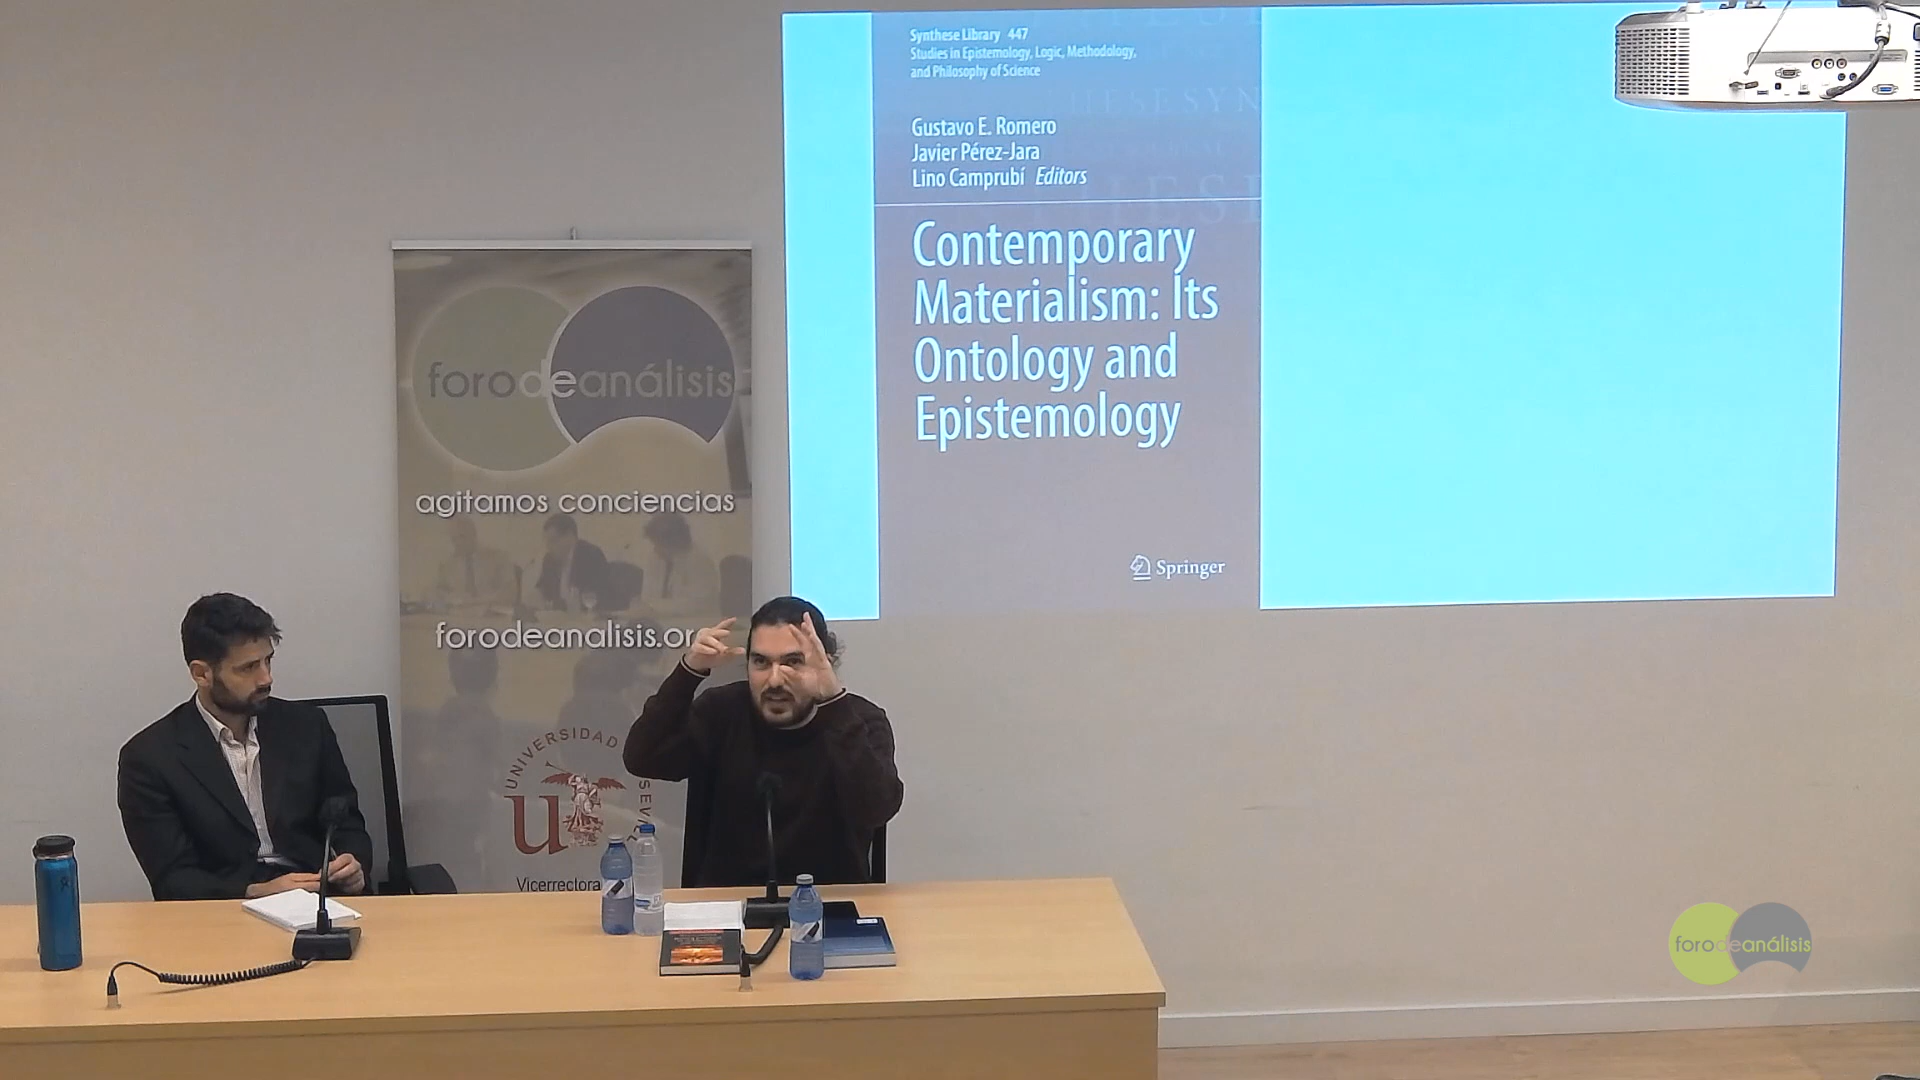 Synthese Library 447
Studies in Epistemology, Logic, Methodology,
and Philosophy of Science
Gustavo E. Romero
Javier Pérez-Jara
Lino Camprubí Editors
Contemporary
Materialism: Its
Ontology and
Epistemology
Springer
forodeanálisis
agitamos conciencias
forodeanalisis.or
UNIVERSIDAD
SEVI
Vicerrectora
forodeanálisis